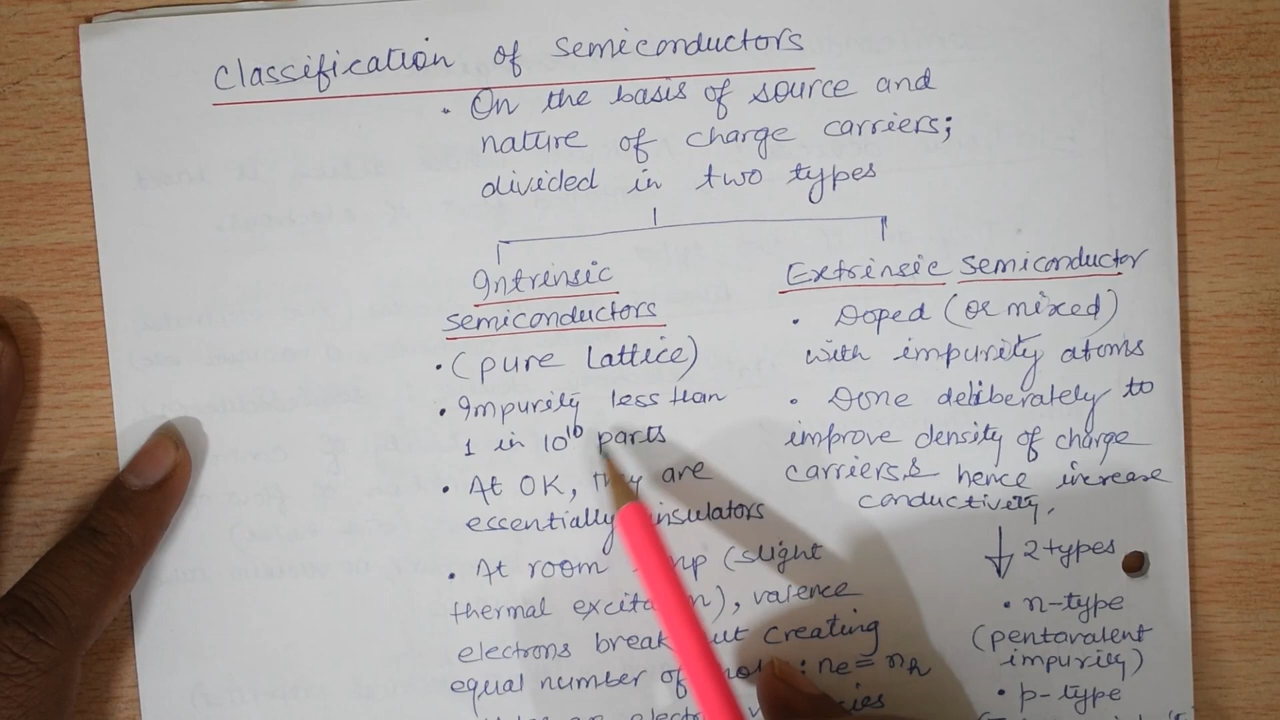 Classification of semiconductors
• On the basis of source and
nature of charge carriers;
divided in two types
Intrinsic
semiconductors
• (pure lattice)
• Impurity less than
1 in 10¹⁰ parts
• At 0K, they are
essentially insulators
• At room (slight
thermal ), valence
electrons break creating
equal number of : ne = nh
Extrinsic semiconductor
• Doped (or mixed)
with impurity atoms
• Done deliberately to
improve density of charge
carriers & hence increase
conductivity.
2 types
• n-type
(pentavalent
impurity)
• p-type